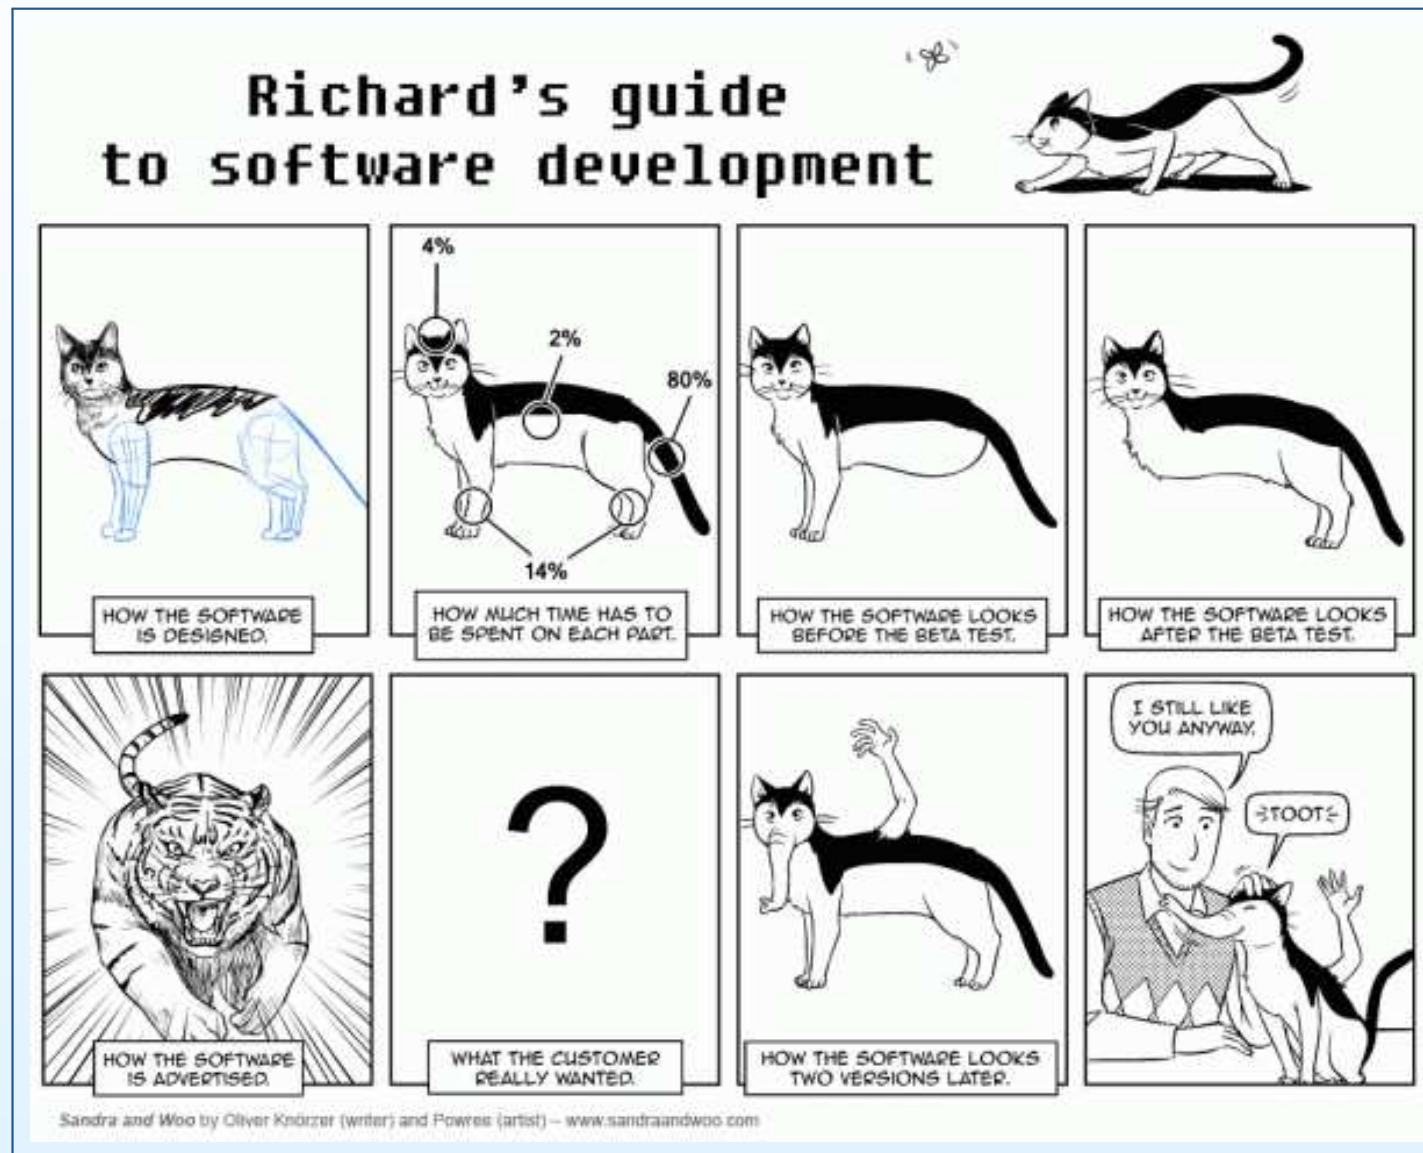 Richard's guide
to software development
4%
2%
80%
14%
HOW THE SOFTWARE
IS DESIGNED.
HOW MUCH TIME HAS TO
BE SPENT ON EACH PART.
HOW THE SOFTWARE LOOKS
BEFORE THE BETA TEST.
HOW THE SOFTWARE LOOKS
AFTER THE BETA TEST.
HOW THE SOFTWARE
IS ADVERTISED.
?
WHAT THE CUSTOMER
REALLY WANTED.
HOW THE SOFTWARE LOOKS
TWO VERSIONS LATER.
I STILL LIKE
YOU ANYWAY.
TOOT
Sandra and Woo by Oliver Knörzer (writer) and Powree (artist) – www.sandraandwoo.com